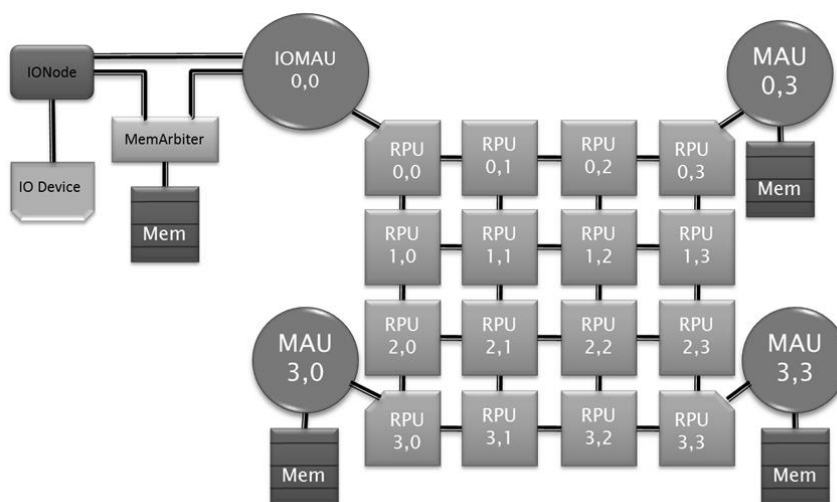 IONode
IOMAU
0,0
MAU
0,3
MemArbiter
IO Device
Mem
Mem
RPU
0,0
RPU
0,1
RPU
0,2
RPU
0,3
RPU
1,0
RPU
1,1
RPU
1,2
RPU
1,3
MAU
3,0
RPU
2,0
RPU
2,1
RPU
2,2
RPU
2,3
MAU
3,3
RPU
3,0
RPU
3,1
RPU
3,2
RPU
3,3
Mem
Mem